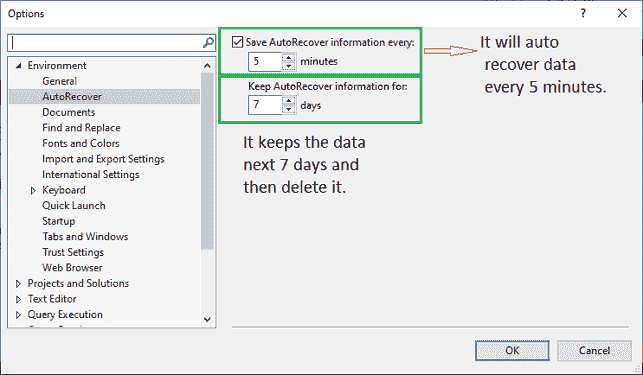 Options
Environment
General
AutoRecover
Documents
Find and Replace
Fonts and Colors
Import and Export Settings
International Settings
Keyboard
Quick Launch
Startup
Tabs and Windows
Trust Settings
Web Browser
Projects and Solutions
Text Editor
Query Execution
Save AutoRecover information every:
5 minutes
Keep AutoRecover information for:
7 days
It will auto
recover data
every 5 minutes.
It keeps the data
next 7 days and
then delete it.
OK
Cancel